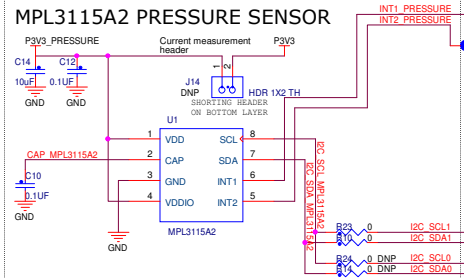 MPL3115A2 PRESSURE SENSOR
INT1_PRESSURE
INT2_PRESSURE
P3V3_PRESSURE
Current measurement
header
P3V3
C14
10uF
GND
C12
0.1UF
GND
1
2
J14
DNP
HDR 1X2 TH
SHORTING HEADER
ON BOTTOM LAYER
U1
1 VDD
2 CAP
3 GND
4 VDDIO
SCL 8
SDA 7
INT1 6
INT2 5
MPL3115A2
CAP_MPL3115A2
C10
0.1UF
GND
GND
I2C_SCL_MPL3115A2
I2C_SDA_MPL3115A2
R23 0 I2C_SCL1
R10 0 I2C_SDA1
R24 0 DNP I2C_SCL0
R14 0 DNP I2C_SDA0